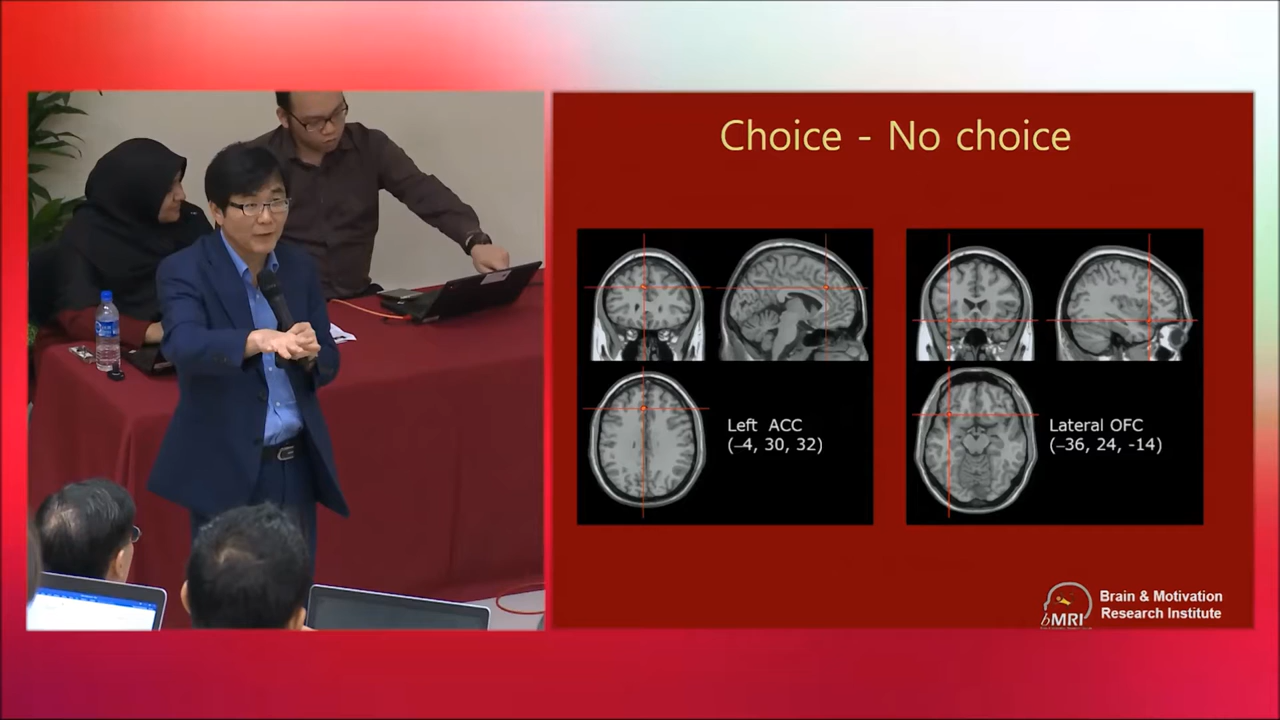 Choice - No choice
Left ACC
(–4, 30, 32)
Lateral OFC
(–36, 24, -14)
bMRI
Brain & Motivation
Research Institute